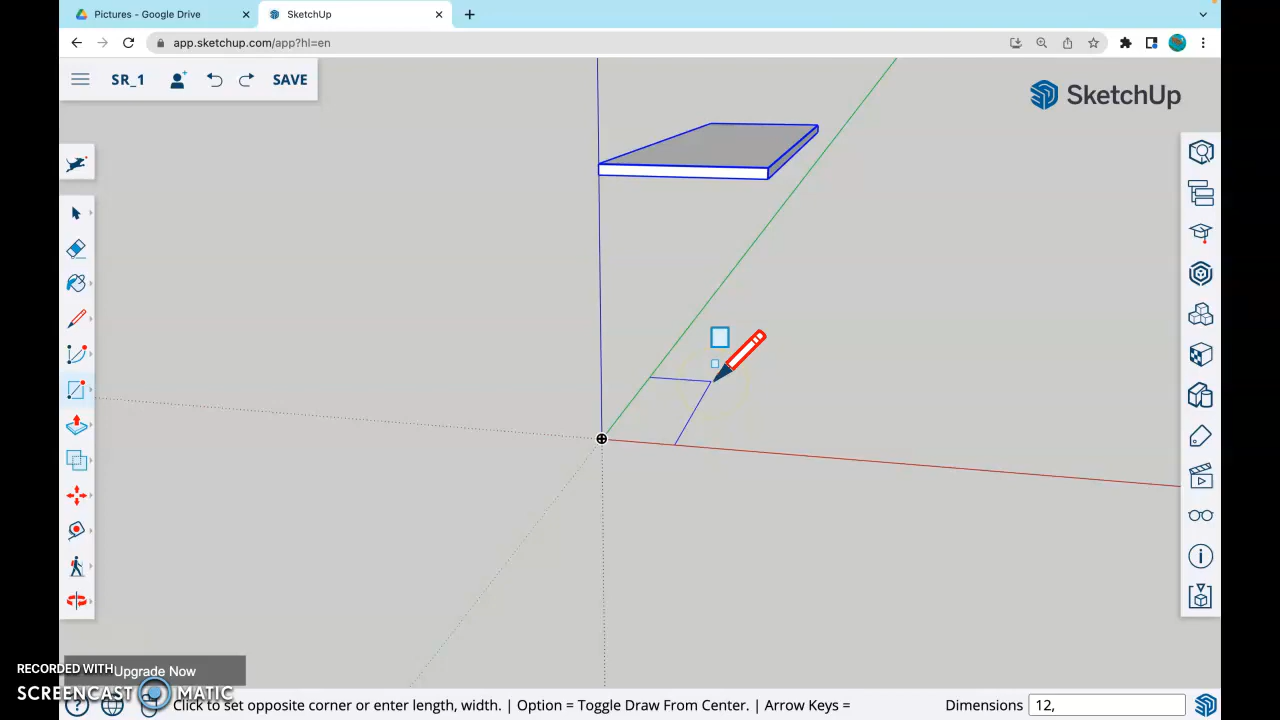 Pictures - Google Drive
SketchUp
app.sketchup.com/app?hl=en
SR_1
SAVE
SketchUp
Upgrade Now
RECORDED WITH
SCREENCAST MATIC
Click to set opposite corner or enter length, width. | Option = Toggle Draw From Center. | Arrow Keys =
Dimensions
12,